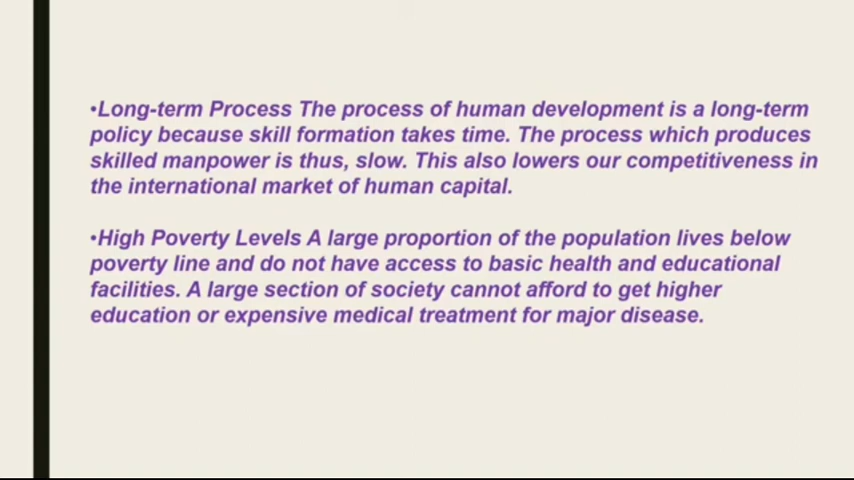 •Long-term Process The process of human development is a long-term
policy because skill formation takes time. The process which produces
skilled manpower is thus, slow. This also lowers our competitiveness in
the international market of human capital.
•High Poverty Levels A large proportion of the population lives below
poverty line and do not have access to basic health and educational
facilities. A large section of society cannot afford to get higher
education or expensive medical treatment for major disease.